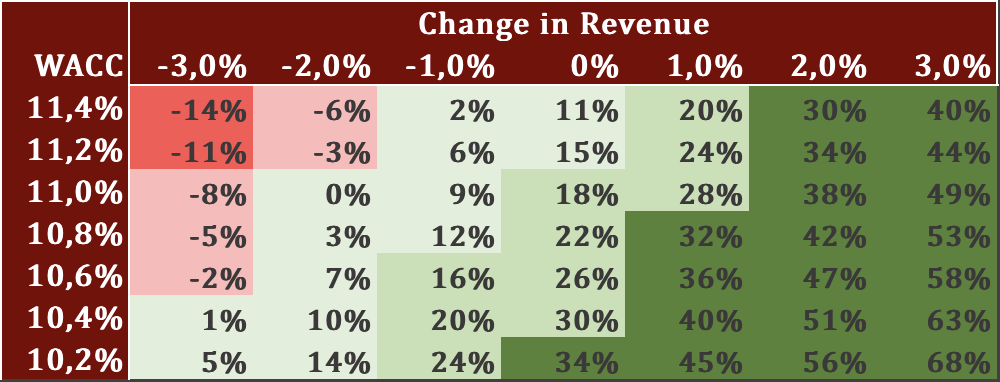 Change in Revenue
WACC -3,0% -2,0% -1,0% 0% 1,0% 2,0% 3,0%
11,4% -14% -6% 2% 11% 20% 30% 40%
11,2% -11% -3% 6% 15% 24% 34% 44%
11,0% -8% 0% 9% 18% 28% 38% 49%
10,8% -5% 3% 12% 22% 32% 42% 53%
10,6% -2% 7% 16% 26% 36% 47% 58%
10,4% 1% 10% 20% 30% 40% 51% 63%
10,2% 5% 14% 24% 34% 45% 56% 68%